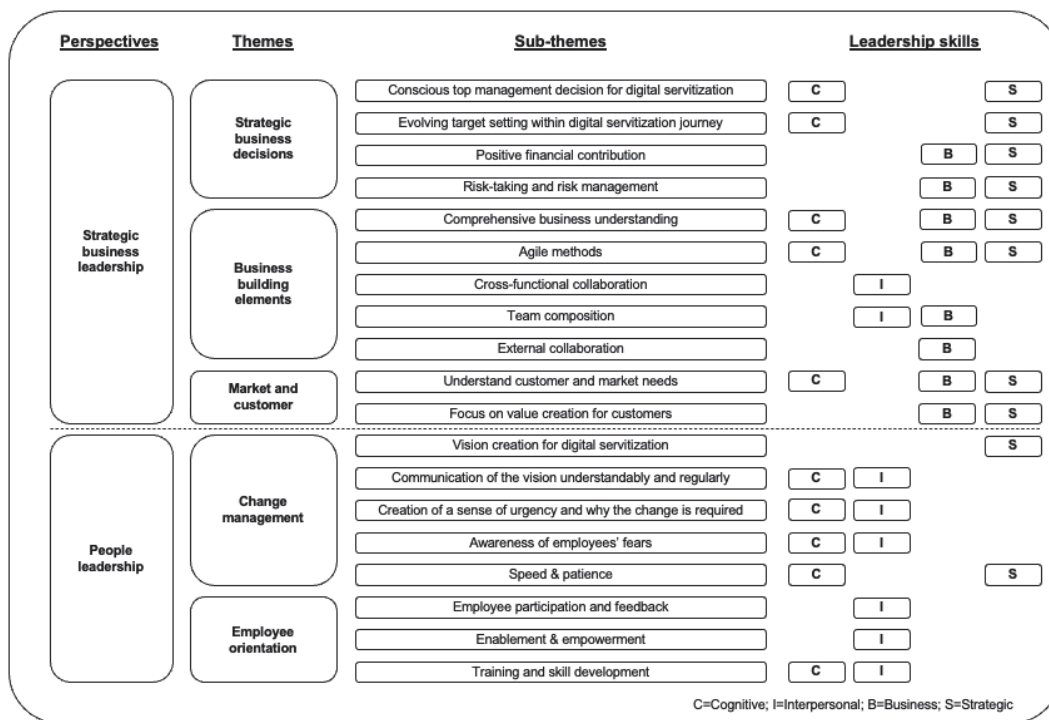 Perspectives Themes Sub-themes Leadership skills
Strategic
business
leadership
Strategic
business
decisions
Conscious top management decision for digital servitization C S
Evolving target setting within digital servitization journey C S
Positive financial contribution B S
Risk-taking and risk management B S
Business
building
elements
Comprehensive business understanding C B S
Agile methods C B S
Cross-functional collaboration I
Team composition I B
External collaboration B
Market and
customer
Understand customer and market needs C B S
Focus on value creation for customers B S
People
leadership
Change
management
Vision creation for digital servitization S
Communication of the vision understandably and regularly C I
Creation of a sense of urgency and why the change is required C I
Awareness of employees' fears C I
Speed & patience C S
Employee
orientation
Employee participation and feedback I
Enablement & empowerment I
Training and skill development C I
C=Cognitive; I=Interpersonal; B=Business; S=Strategic